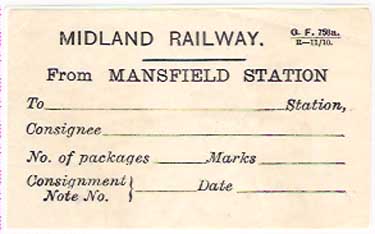 MIDLAND RAILWAY.
G. F. 758a.
R—11/10.
From MANSFIELD STATION
To Station,
Consignee
No. of packages Marks
Consignment
Note No. Date